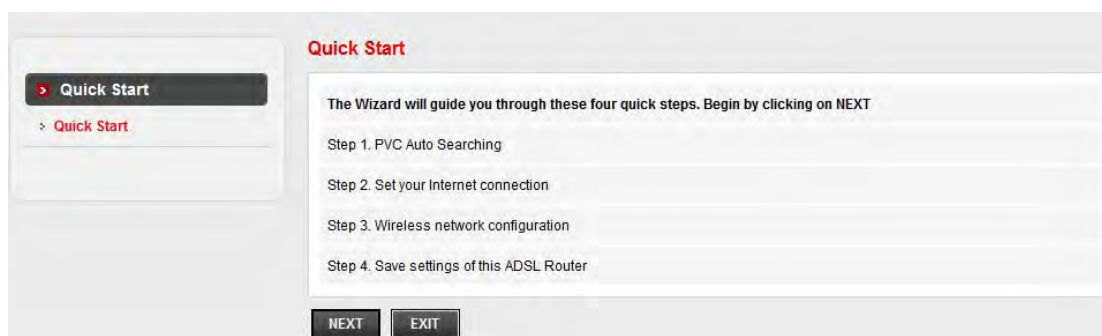 Quick Start
Quick Start
Quick Start
The Wizard will guide you through these four quick steps. Begin by clicking on NEXT
Step 1. PVC Auto Searching
Step 2. Set your Internet connection
Step 3. Wireless network configuration
Step 4. Save settings of this ADSL Router
NEXT
EXIT